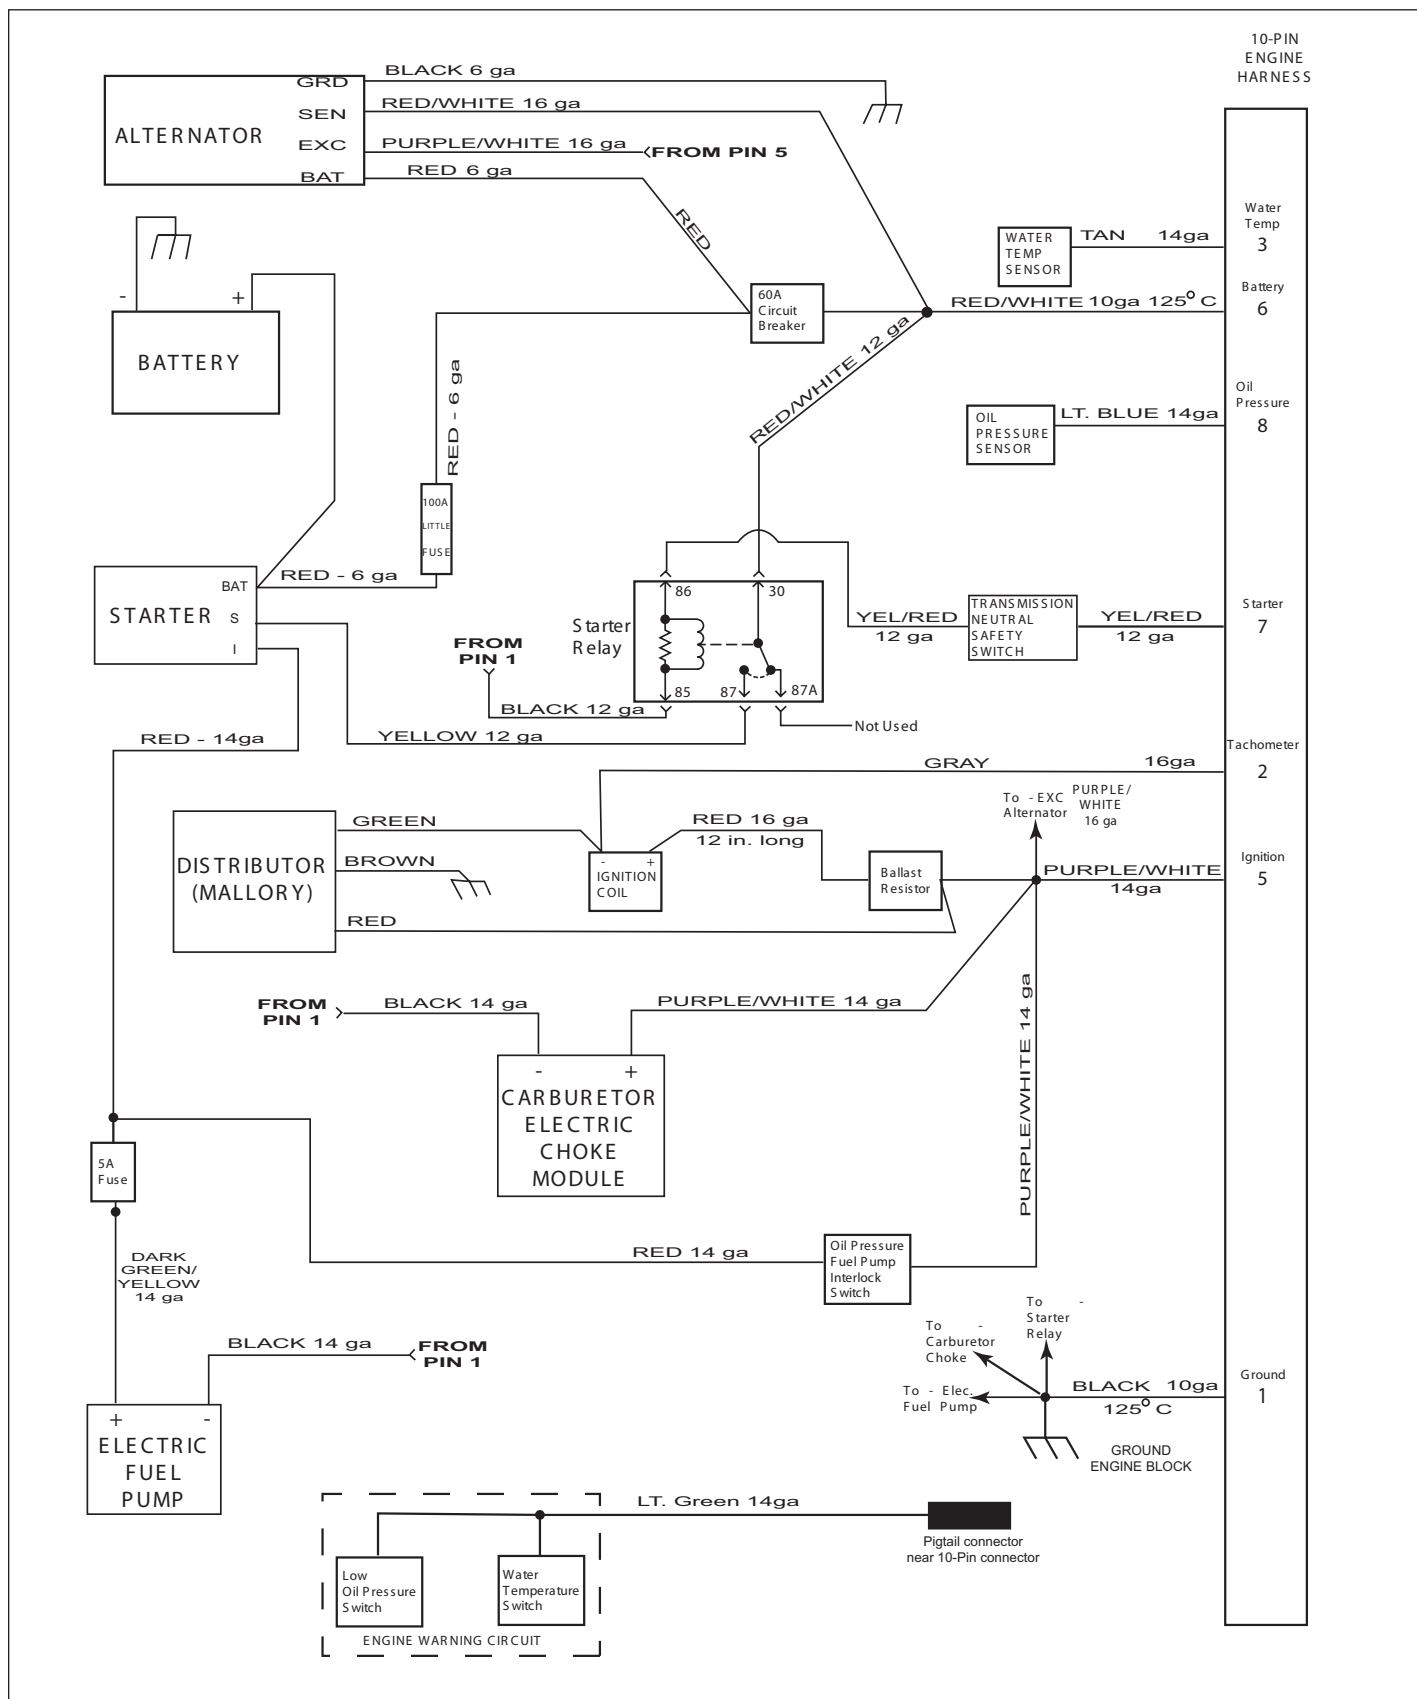 10-PIN
ENGINE
HARNESS
BLACK 6 ga
GRD
RED/WHITE 16 ga
SEN
ALTERNATOR
EXC
PURPLE/WHITE 16 ga
FROM PIN 5
BAT
RED 6 ga
RED
Water
Temp
3
WATER
TEMP
SENSOR
TAN 14ga
- +
BATTERY
60A
Circuit
Breaker
RED/WHITE 10ga 125° C
Battery
6
RED/WHITE 12 ga
RED - 6 ga
Oil
Pressure
8
OIL
PRESSURE
SENSOR
LT. BLUE 14ga
100A
LITTLE
FUSE
RED - 6 ga
STARTER
BAT
S
I
86
30
Starter
Relay
85
87
87A
FROM
PIN 1
BLACK 12 ga
YELLOW 12 ga
Not Used
YEL/RED
12 ga
TRANSMISSION
NEUTRAL
SAFETY
SWITCH
YEL/RED
12 ga
Starter
7
RED - 14ga
GRAY 16ga
Tachometer
2
To - EXC
Alternator
PURPLE/
WHITE
16 ga
DISTRIBUTOR
(MALLORY)
GREEN
BROWN
RED
- +
IGNITION
COIL
RED 16 ga
12 in. long
Ballast
Resistor
PURPLE/WHITE
14ga
Ignition
5
FROM
PIN 1
BLACK 14 ga
PURPLE/WHITE 14 ga
PURPLE/WHITE 14 ga
- +
CARBURETOR
ELECTRIC
CHOKE
MODULE
5A
Fuse
DARK
GREEN/
YELLOW
14 ga
RED 14 ga
Oil Pressure
Fuel Pump
Interlock
Switch
BLACK 14 ga
FROM
PIN 1
To -
Starter
Relay
To -
Carburetor
Choke
To - Elec.
Fuel Pump
BLACK 10ga
125° C
Ground
1
GROUND
ENGINE BLOCK
+ -
ELECTRIC
FUEL
PUMP
LT. Green 14ga
Pigtail connector
near 10-Pin connector
Low
Oil Pressure
Switch
Water
Temperature
Switch
ENGINE WARNING CIRCUIT